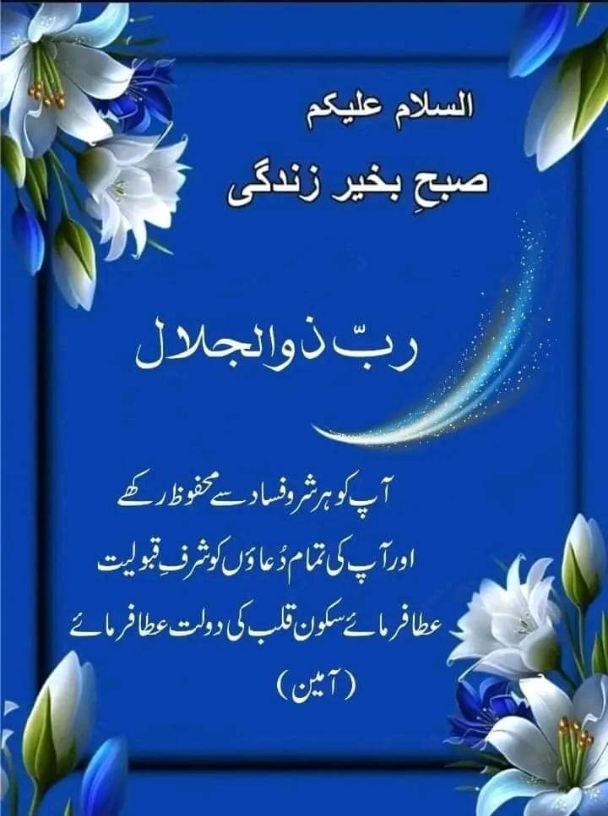 السلام علیکم
صبحِ بخیر زندگی
ربّ ذوالجلال
آپ کو ہر شر و فساد سے محفوظ رکھے
اور آپ کی تمام دُعاؤں کو شرفِ قبولیت
عطا فرمائے سکون قلب کی دولت عطا فرمائے
(آمین)